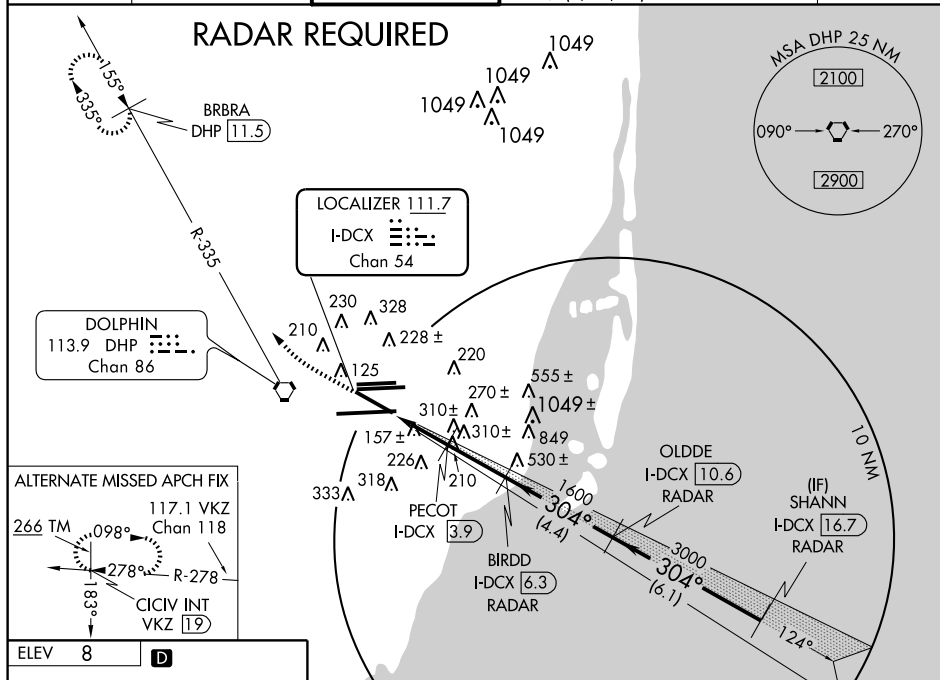 RADAR REQUIRED
1049
1049
1049
1049
MSA DHP 25 NM
2100
090°
270°
2900
155°
335°
BRBRA
DHP 11.5
R-335
LOCALIZER 111.7
I-DCX
Chan 54
DOLPHIN
113.9 DHP
Chan 86
230
328
210
228 ±
125
220
555 ±
270 ±
1049 ±
310±
310±
849
157 ±
226
210
530 ±
318
333
10 NM
PECOT
I-DCX 3.9
BIRDD
I-DCX 6.3
RADAR
OLDDE
I-DCX 10.6
RADAR
(IF)
SHANN
I-DCX 16.7
RADAR
1600
304°
(4.4)
3000
304°
(6.1)
124°
ALTERNATE MISSED APCH FIX
117.1 VKZ
Chan 118
266 TM
098°
278°
R-278
183°
CICIV INT
VKZ 19
ELEV 8
D